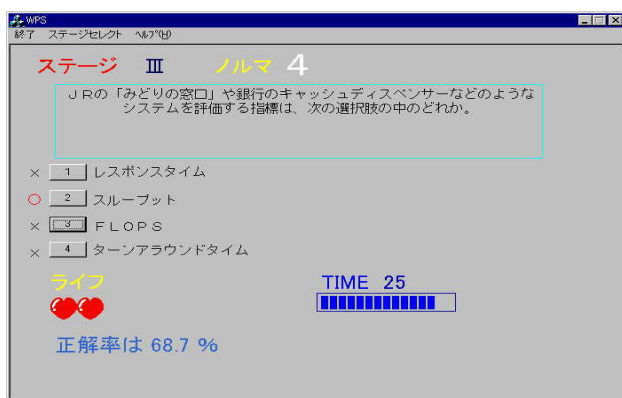 WPS
終了 ステージセレクト ヘルプ(H)
ステージ Ⅲ ノルマ 4
JRの「みどりの窓口」や銀行のキャッシュディスペンサーなどのような
システムを評価する指標は、次の選択肢の中のどれか。
× 1 レスポンスタイム
○ 2 スループット
× 3 FLOPS
× 4 ターンアラウンドタイム
ライフ TIME 25
正解率は 68.7 %